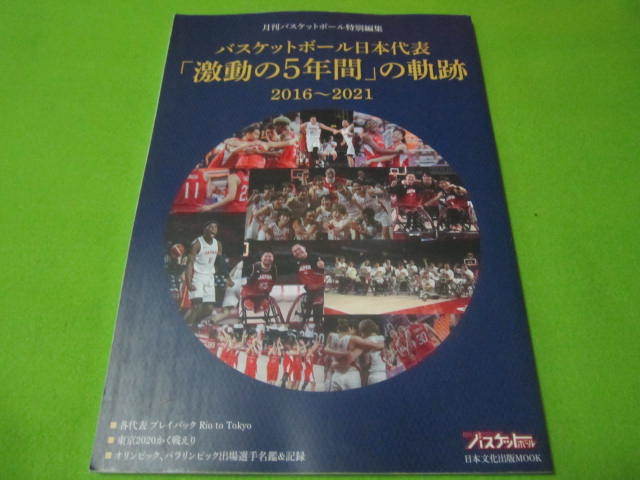 月刊バスケットボール特別編集
バスケットボール日本代表
「激動の5年間」の軌跡
2016～2021
11
2
■ 各代表 プレイバック Rio to Tokyo
■ 東京2020かく戦えり
■ オリンピック、パラリンピック出場選手名鑑&記録
バスケットボール
日本文化出版MOOK